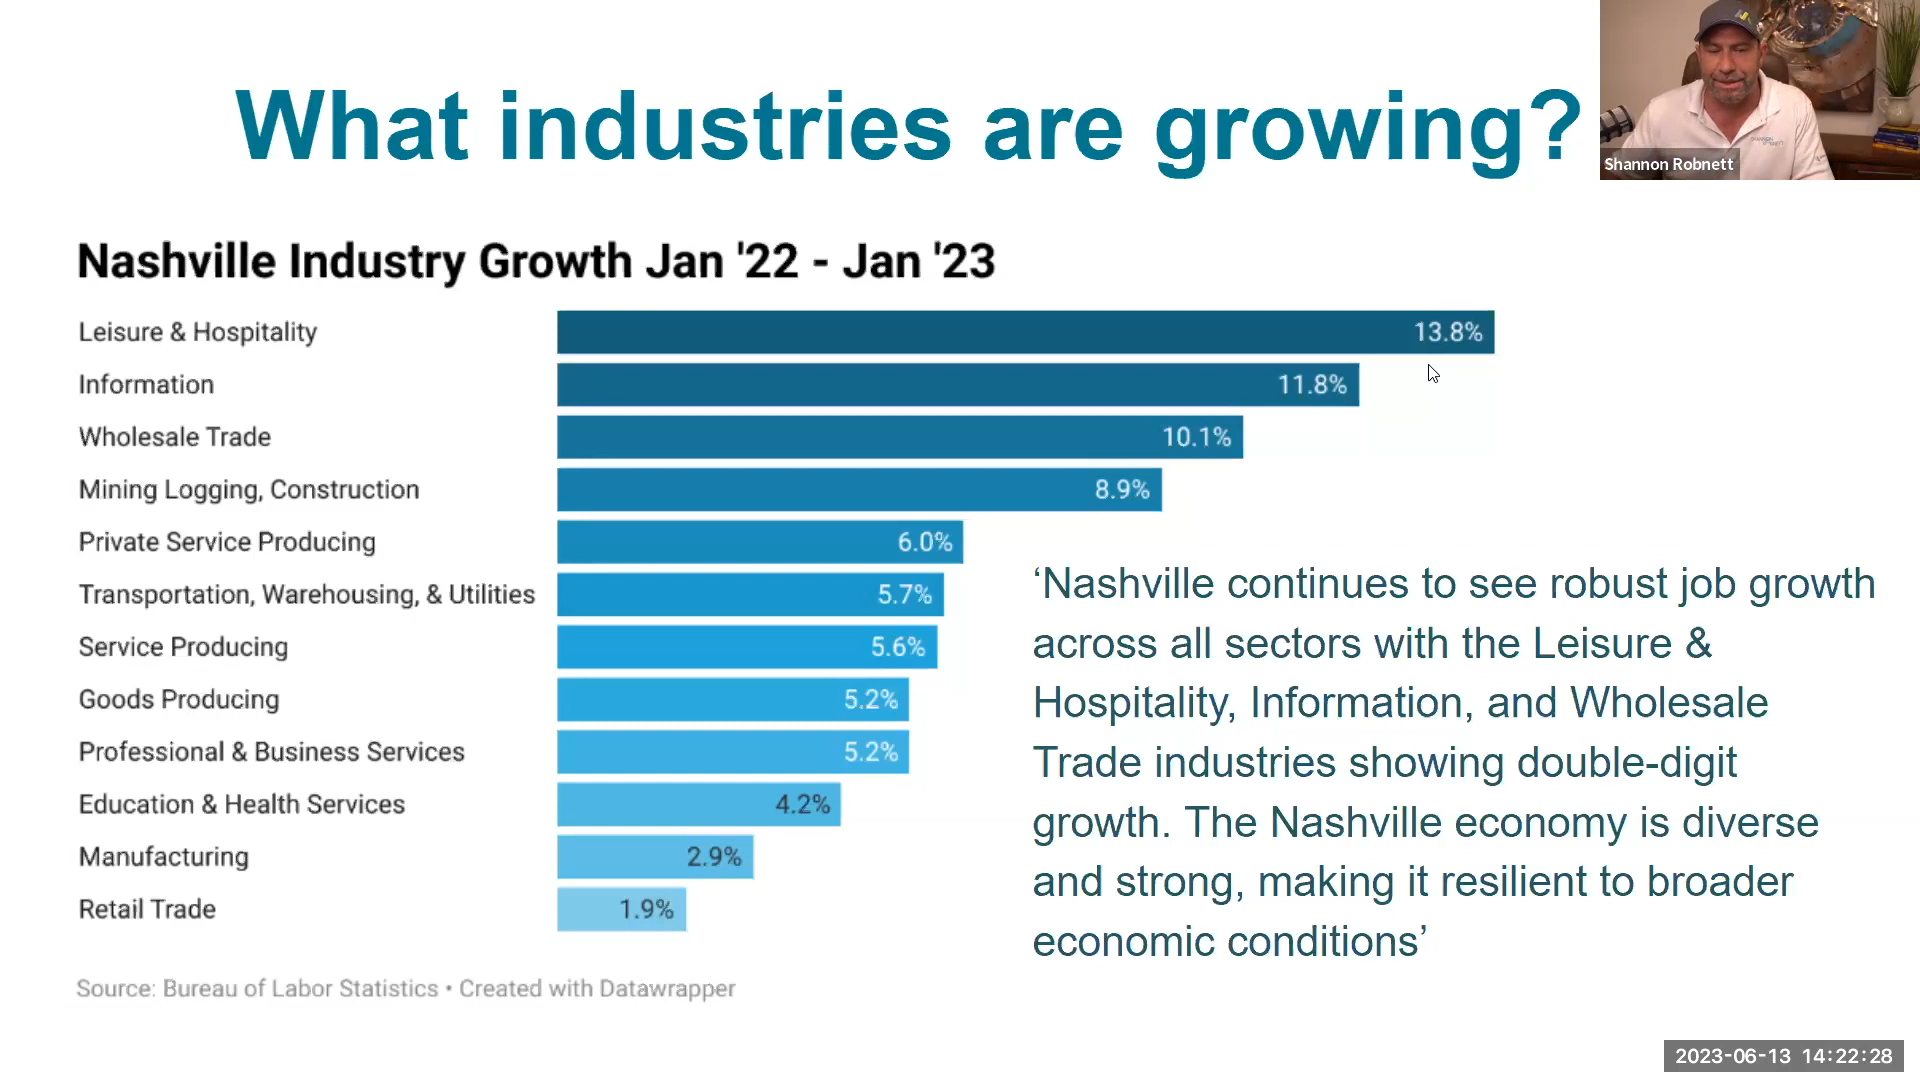 What industries are growing?
Shannon Robnett
Nashville Industry Growth Jan '22 - Jan '23
Leisure & Hospitality 13.8%
Information 11.8%
Wholesale Trade 10.1%
Mining Logging, Construction 8.9%
Private Service Producing 6.0%
Transportation, Warehousing, & Utilities 5.7%
Service Producing 5.6%
Goods Producing 5.2%
Professional & Business Services 5.2%
Education & Health Services 4.2%
Manufacturing 2.9%
Retail Trade 1.9%
‘Nashville continues to see robust job growth
across all sectors with the Leisure &
Hospitality, Information, and Wholesale
Trade industries showing double-digit
growth. The Nashville economy is diverse
and strong, making it resilient to broader
economic conditions’
Source: Bureau of Labor Statistics • Created with Datawrapper
2023-06-13 14:22:28